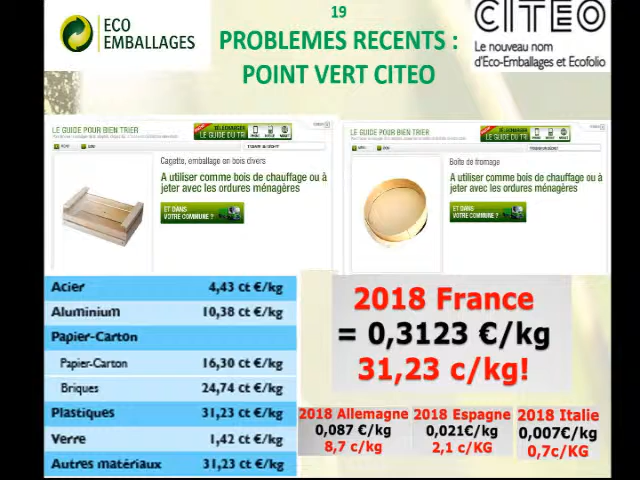 ECO
EMBALLAGES
19
PROBLEMES RECENTS :
POINT VERT CITEO
CITEO
Le nouveau nom
d'Eco-Emballages et Ecofolio
LE GUIDE POUR BIEN TRIER
TÉLÉCHARGER
LE GUIDE DU TRI
Cagette, emballage en bois divers
A utiliser comme bois de chauffage ou à
jeter avec les ordures ménagères
ET DANS
VOTRE COMMUNE ?
LE GUIDE POUR BIEN TRIER
TÉLÉCHARGER
LE GUIDE DU TRI
Boite de fromage
A utiliser comme bois de chauffage ou à
jeter avec les ordures ménagères
ET DANS
VOTRE COMMUNE ?
Acier 4,43 ct €/kg
Aluminium 10,38 ct €/kg
Papier-Carton
Papier-Carton 16,30 ct €/kg
Briques 24,74 ct €/kg
Plastiques 31,23 ct €/kg
Verre 1,42 ct €/kg
Autres matériaux 31,23 ct €/kg
2018 France
= 0,3123 €/kg
31,23 c/kg!
2018 Allemagne
0,087 €/kg
8,7 c/kg
2018 Espagne
0,021€/kg
2,1 c/KG
2018 Italie
0,007€/kg
0,7c/KG